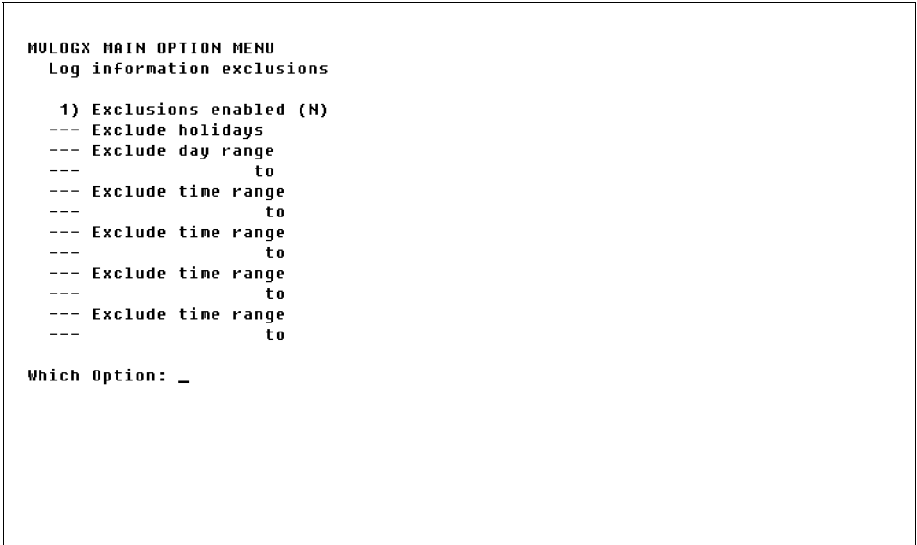 MVLOGX MAIN OPTION MENU
Log information exclusions
1) Exclusions enabled (N)
--- Exclude holidays
--- Exclude day range
--- to
--- Exclude time range
--- to
--- Exclude time range
--- to
--- Exclude time range
--- to
--- Exclude time range
--- to
Which Option: _